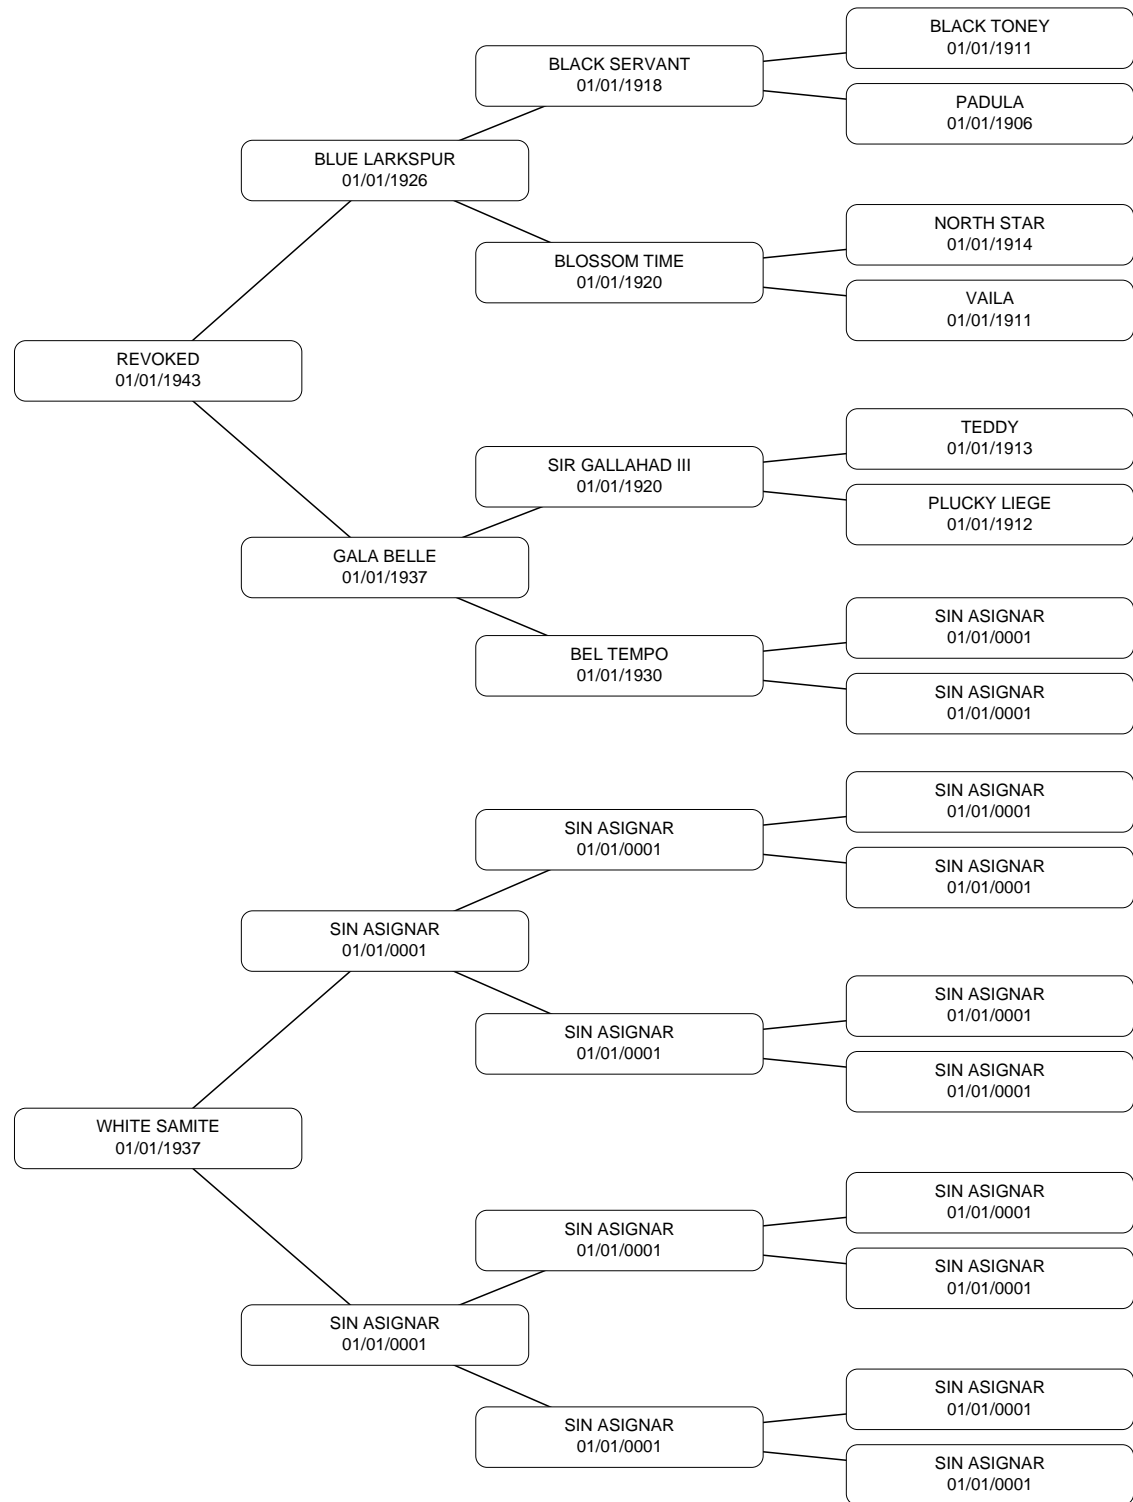 BLACK TONEY
01/01/1911
BLACK SERVANT
01/01/1918
PADULA
01/01/1906
BLUE LARKSPUR
01/01/1926
NORTH STAR
01/01/1914
BLOSSOM TIME
01/01/1920
VAILA
01/01/1911
REVOKED
01/01/1943
TEDDY
01/01/1913
SIR GALLAHAD III
01/01/1920
PLUCKY LIEGE
01/01/1912
GALA BELLE
01/01/1937
SIN ASIGNAR
01/01/0001
BEL TEMPO
01/01/1930
SIN ASIGNAR
01/01/0001
SIN ASIGNAR
01/01/0001
SIN ASIGNAR
01/01/0001
SIN ASIGNAR
01/01/0001
SIN ASIGNAR
01/01/0001
SIN ASIGNAR
01/01/0001
SIN ASIGNAR
01/01/0001
SIN ASIGNAR
01/01/0001
WHITE SAMITE
01/01/1937
SIN ASIGNAR
01/01/0001
SIN ASIGNAR
01/01/0001
SIN ASIGNAR
01/01/0001
SIN ASIGNAR
01/01/0001
SIN ASIGNAR
01/01/0001
SIN ASIGNAR
01/01/0001
SIN ASIGNAR
01/01/0001